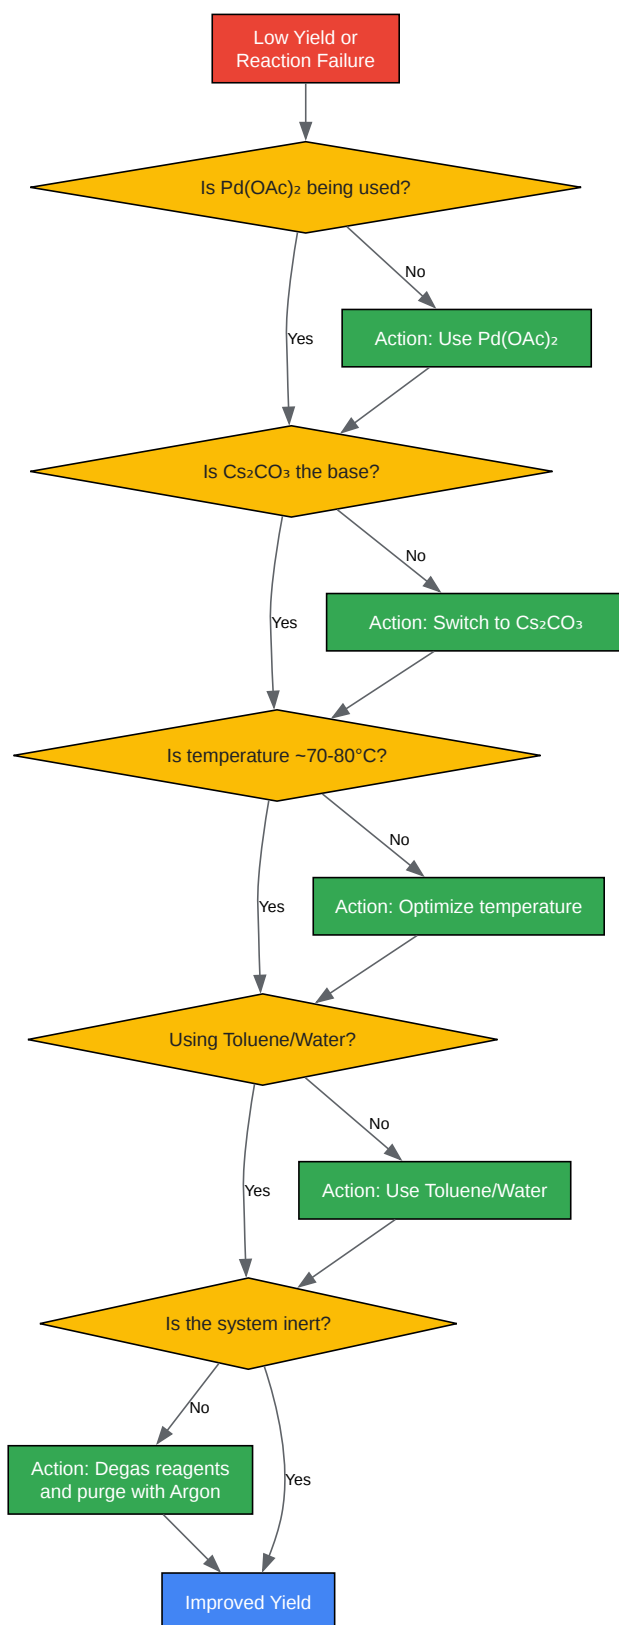 Low Yield or
Reaction Failure
Is Pd(OAc)₂ being used?
No
Yes
Action: Use Pd(OAc)₂
Is Cs₂CO₃ the base?
No
Yes
Action: Switch to Cs₂CO₃
Is temperature ~70-80°C?
No
Yes
Action: Optimize temperature
Using Toluene/Water?
No
Yes
Action: Use Toluene/Water
Is the system inert?
No
Action: Degas reagents
and purge with Argon
Yes
Improved Yield